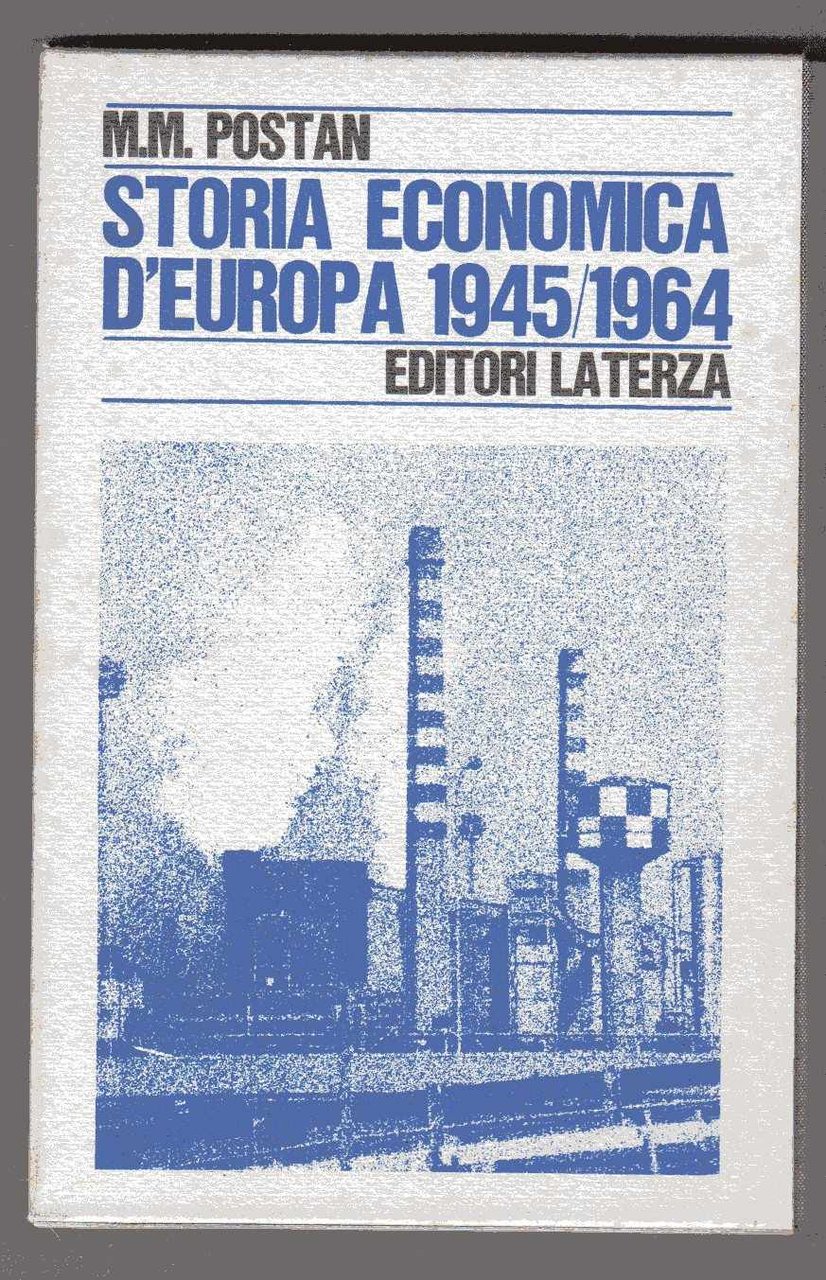 M.M. POSTAN
STORIA ECONOMICA
D'EUROPA 1945/1964
EDITORI LATERZA